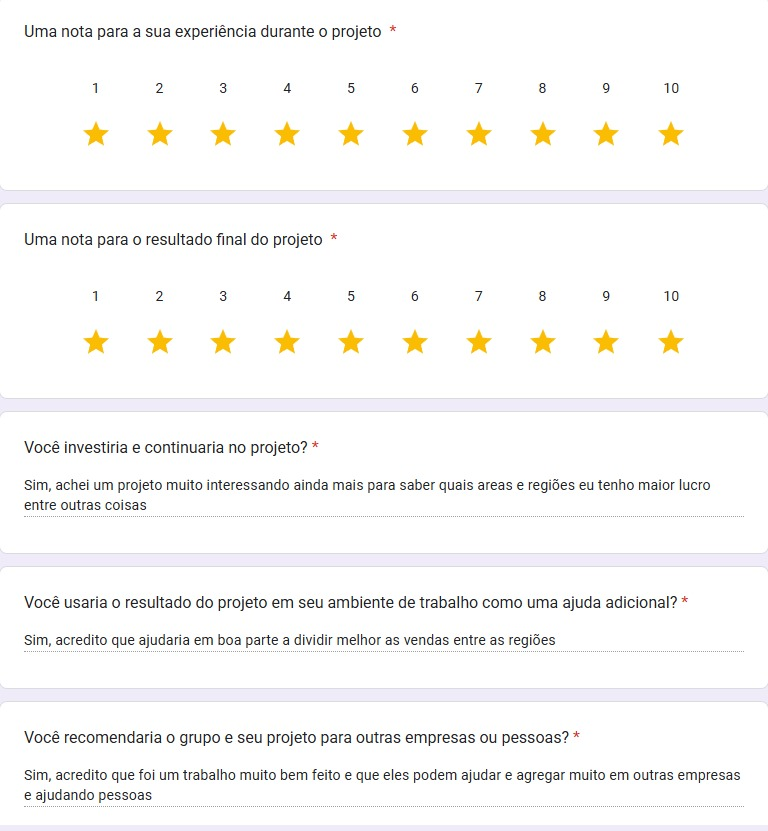 Uma nota para a sua experiência durante o projeto *
1 2 3 4 5 6 7 8 9 10
Uma nota para o resultado final do projeto *
1 2 3 4 5 6 7 8 9 10
Você investiria e continuaria no projeto? *
Sim, achei um projeto muito interessando ainda mais para saber quais areas e regiões eu tenho maior lucro
entre outras coisas
Você usaria o resultado do projeto em seu ambiente de trabalho como uma ajuda adicional? *
Sim, acredito que ajudaria em boa parte a dividir melhor as vendas entre as regiões
Você recomendaria o grupo e seu projeto para outras empresas ou pessoas? *
Sim, acredito que foi um trabalho muito bem feito e que eles podem ajudar e agregar muito em outras empresas
e ajudando pessoas